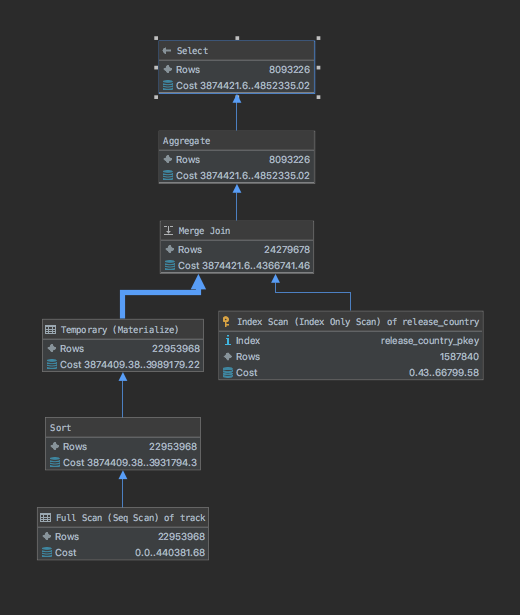 Select
Rows 8093226
Cost 3874421.6..4852335.02
Aggregate
Rows 8093226
Cost 3874421.6..4852335.02
Merge Join
Rows 24279678
Cost 3874421.6..4366741.46
Temporary (Materialize)
Rows 22953968
Cost 3874409.38..3989179.22
Index Scan (Index Only Scan) of release_country
Index release_country_pkey
Rows 1587840
Cost 0.43..66799.58
Sort
Rows 22953968
Cost 3874409.38..3931794.3
Full Scan (Seq Scan) of track
Rows 22953968
Cost 0.0..440381.68